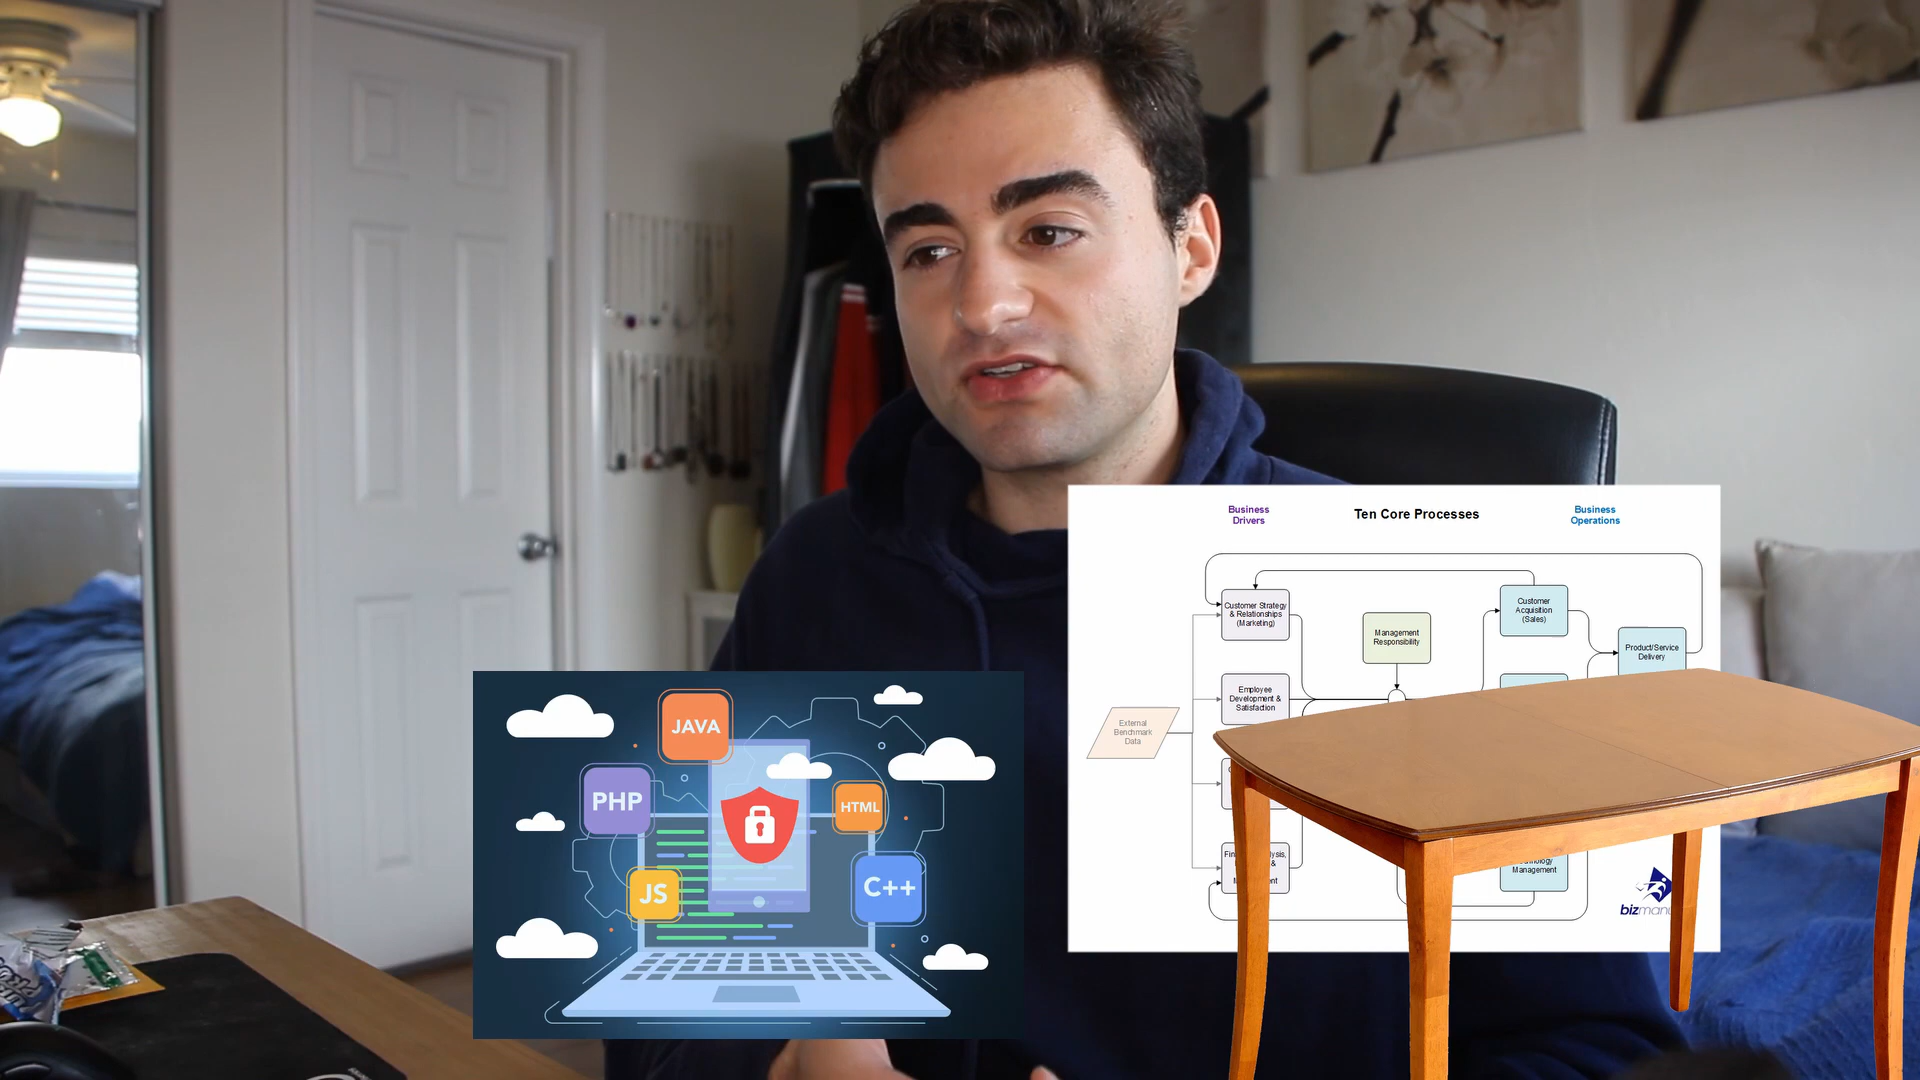 Business
Drivers
Ten Core Processes
Business
Operations
Customer Strategy
& Relationships
(Marketing)
Management
Responsibility
Customer
Acquisition
(Sales)
Product/Service
Delivery
Employee
Development &
Satisfaction
External
Benchmark
Data
&
Management
JAVA
PHP
HTML
JS
C++